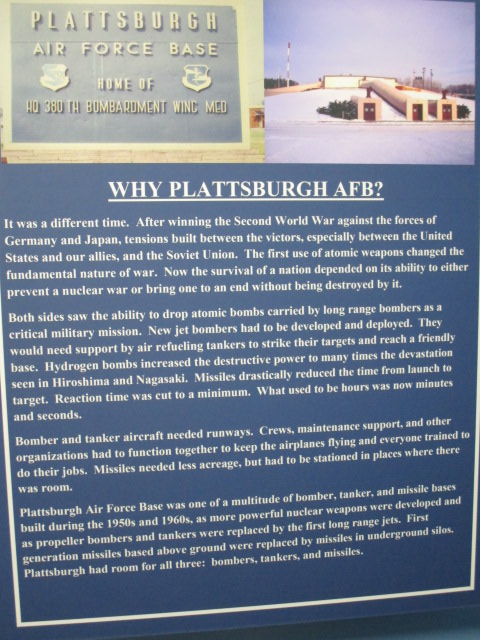 PLATTSBURGH
AIR FORCE BASE
HOME OF
HQ 380 TH BOMBARDMENT WING MED
WHY PLATTSBURGH AFB?
It was a different time. After winning the Second World War against the forces of
Germany and Japan, tensions built between the victors, especially between the United
States and our allies, and the Soviet Union. The first use of atomic weapons changed the
fundamental nature of war. Now the survival of a nation depended on its ability to either
prevent a nuclear war or bring one to an end without being destroyed by it.
Both sides saw the ability to drop atomic bombs carried by long range bombers as a
critical military mission. New jet bombers had to be developed and deployed. They
would need support by air refueling tankers to strike their targets and reach a friendly
base. Hydrogen bombs increased the destructive power to many times the devastation
seen in Hiroshima and Nagasaki. Missiles drastically reduced the time from launch to
target. Reaction time was cut to a minimum. What used to be hours was now minutes
and seconds.
Bomber and tanker aircraft needed runways. Crews, maintenance support, and other
organizations had to function together to keep the airplanes flying and everyone trained to
do their jobs. Missiles needed less acreage, but had to be stationed in places where there
was room.
Plattsburgh Air Force Base was one of a multitude of bomber, tanker, and missile bases
built during the 1950s and 1960s, as more powerful nuclear weapons were developed and
as propeller bombers and tankers were replaced by the first long range jets. First
generation missiles based above ground were replaced by missiles in underground silos.
Plattsburgh had room for all three: bombers, tankers, and missiles.